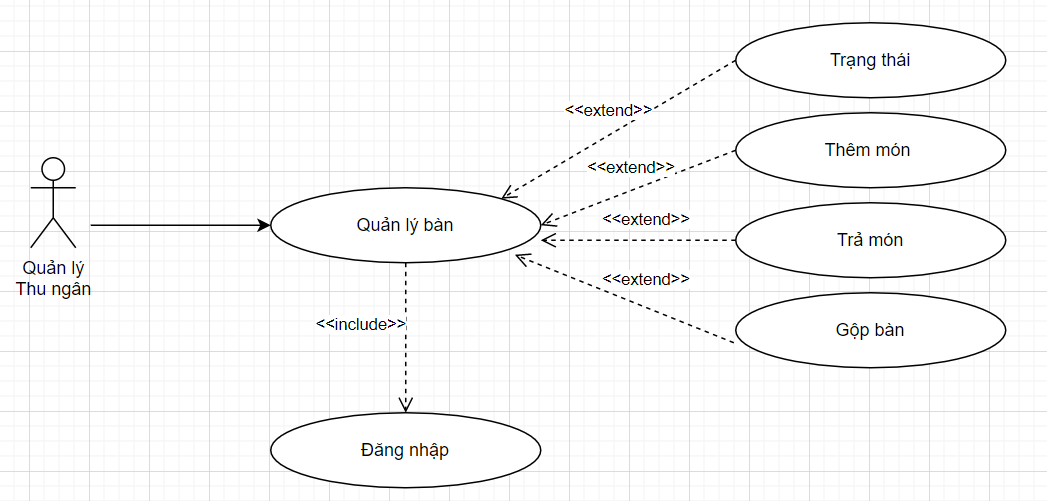 Trạng thái
<<extend>>
Thêm món
<<extend>>
Quản lý bàn
<<extend>>
Trả món
Quản lý
Thu ngân
<<extend>>
Gộp bàn
<<include>>
Đăng nhập